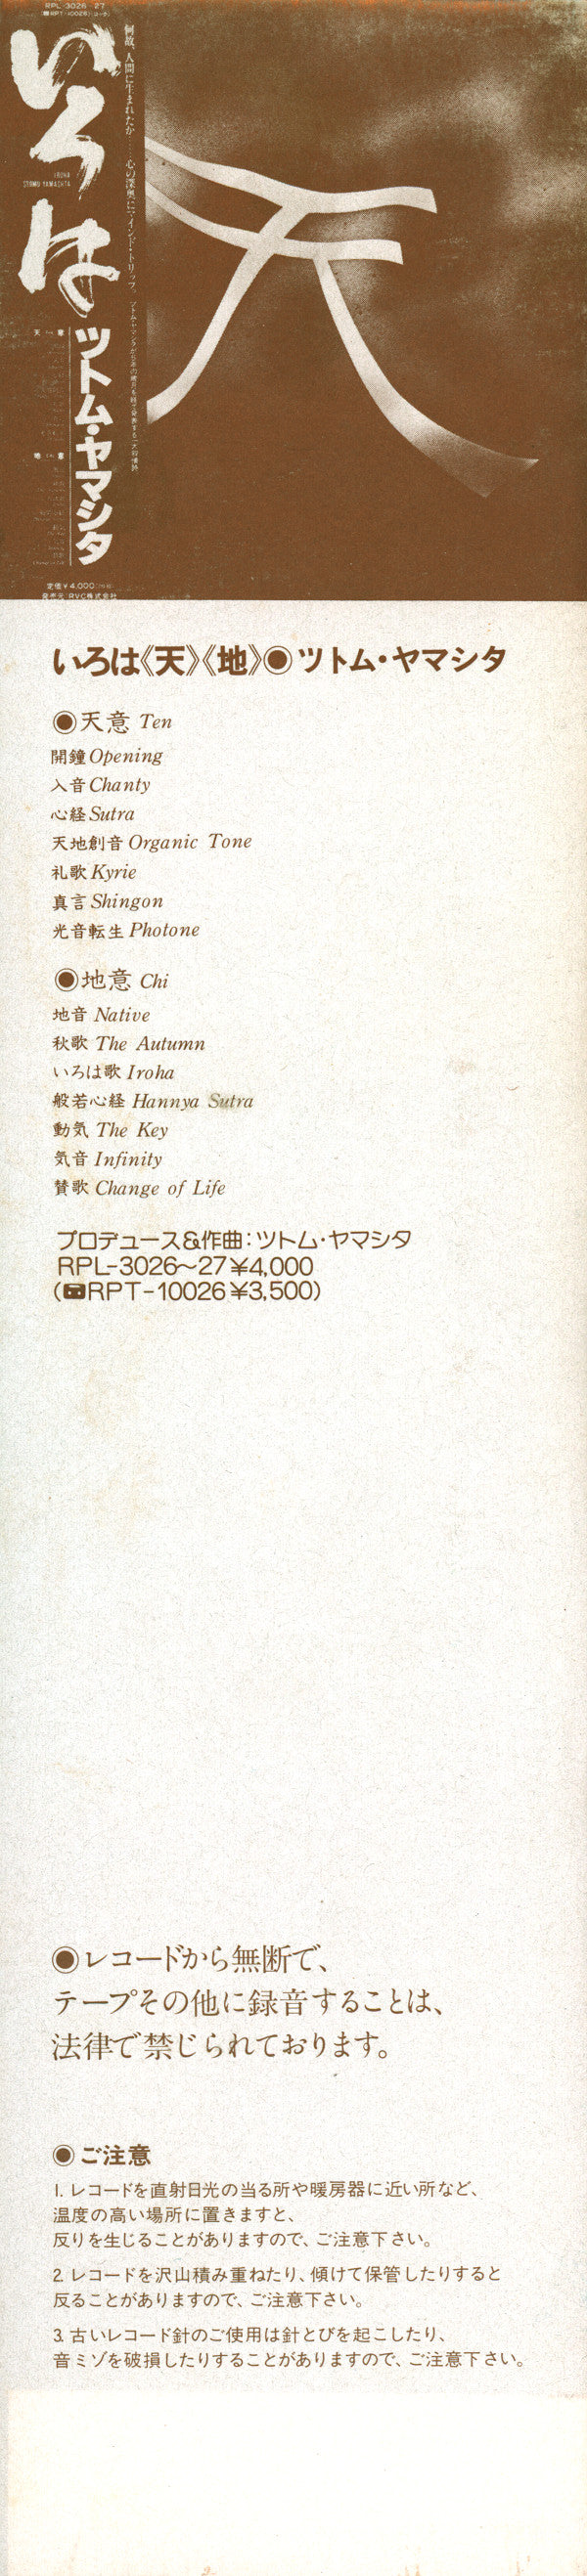 RPL-3026~27
いろは
IROHA
STOMU YAMASHTA
何故、人間に生まれたか……心の深奥にマインド・トリップ。
ツトム・ヤマシタ
天 意
地 意
定価¥4,000
発売元:RVC株式会社
天
いろは《天》《地》◉ツトム・ヤマシタ
◉天意 Ten
開鐘 Opening
入音 Chanty
心経 Sutra
天地創音 Organic Tone
礼歌 Kyrie
真言 Shingon
光音転生 Photone
◉地意 Chi
地音 Native
秋歌 The Autumn
いろは歌 Iroha
般若心経 Hannya Sutra
動気 The Key
気音 Infinity
賛歌 Change of Life
プロデュース&作曲:ツトム・ヤマシタ
RPL-3026~27¥4,000
(RPT-10026¥3,500)
◉レコードから無断で、
テープその他に録音することは、
法律で禁じられております。
◉ご注意
1. レコードを直射日光の当る所や暖房器に近い所など、
温度の高い場所に置きますと、
反りを生じることがありますので、ご注意下さい。
2. レコードを沢山積み重ねたり、傾けて保管したりすると
反ることがありますので、ご注意下さい。
3. 古いレコード針のご使用は針とびを起こしたり、
音ミゾを破損したりすることがありますので、ご注意下さい。